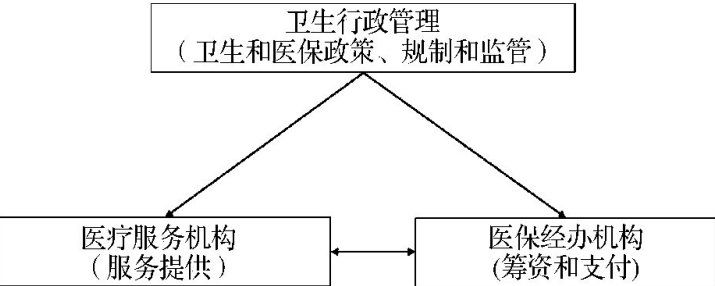 卫生行政管理
（卫生和医保政策、规制和监管）
医疗服务机构
（服务提供）
医保经办机构
(筹资和支付)